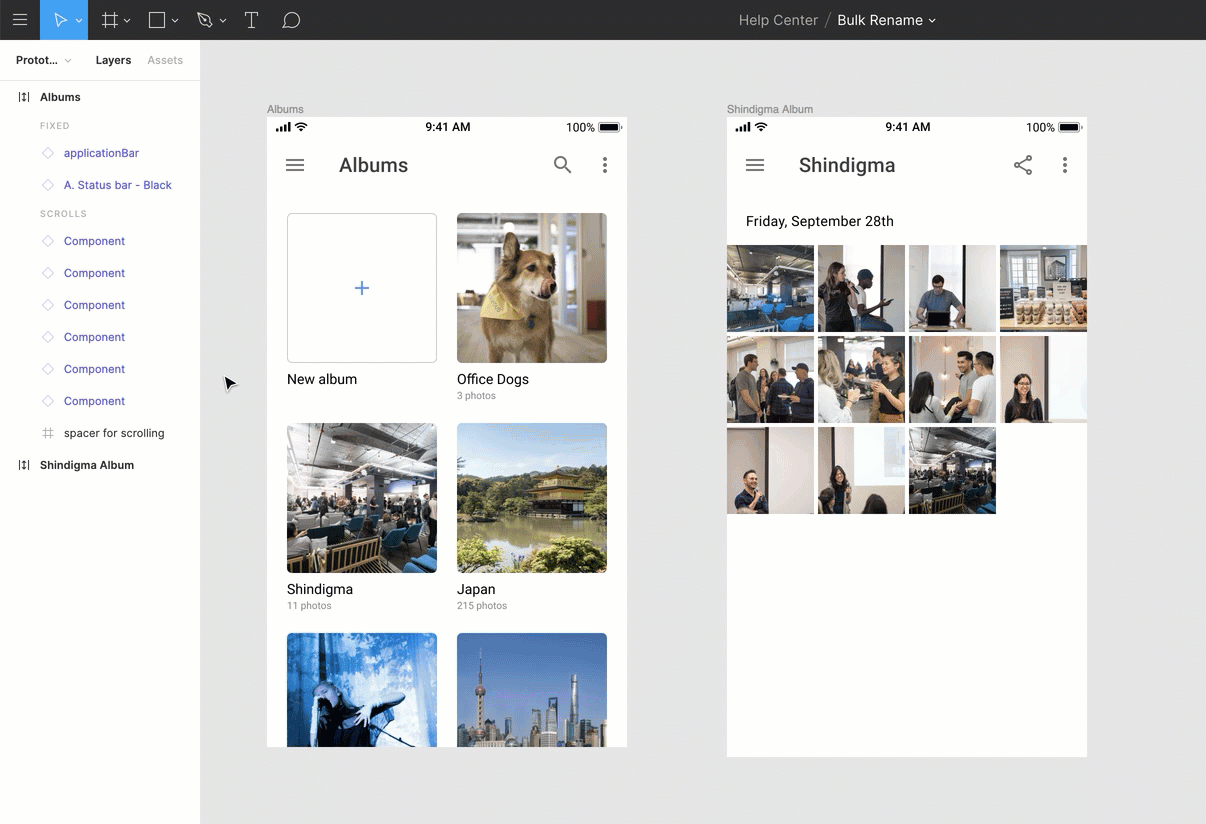 Help Center / Bulk Rename
Protot... Layers Assets
Albums
FIXED
applicationBar
A. Status bar - Black
SCROLLS
Component
Component
Component
Component
Component
Component
spacer for scrolling
Shindigma Album
Albums
9:41 AM 100%
Albums
New album
Office Dogs
3 photos
Shindigma
11 photos
Japan
215 photos
Shindigma Album
9:41 AM 100%
Shindigma
Friday, September 28th